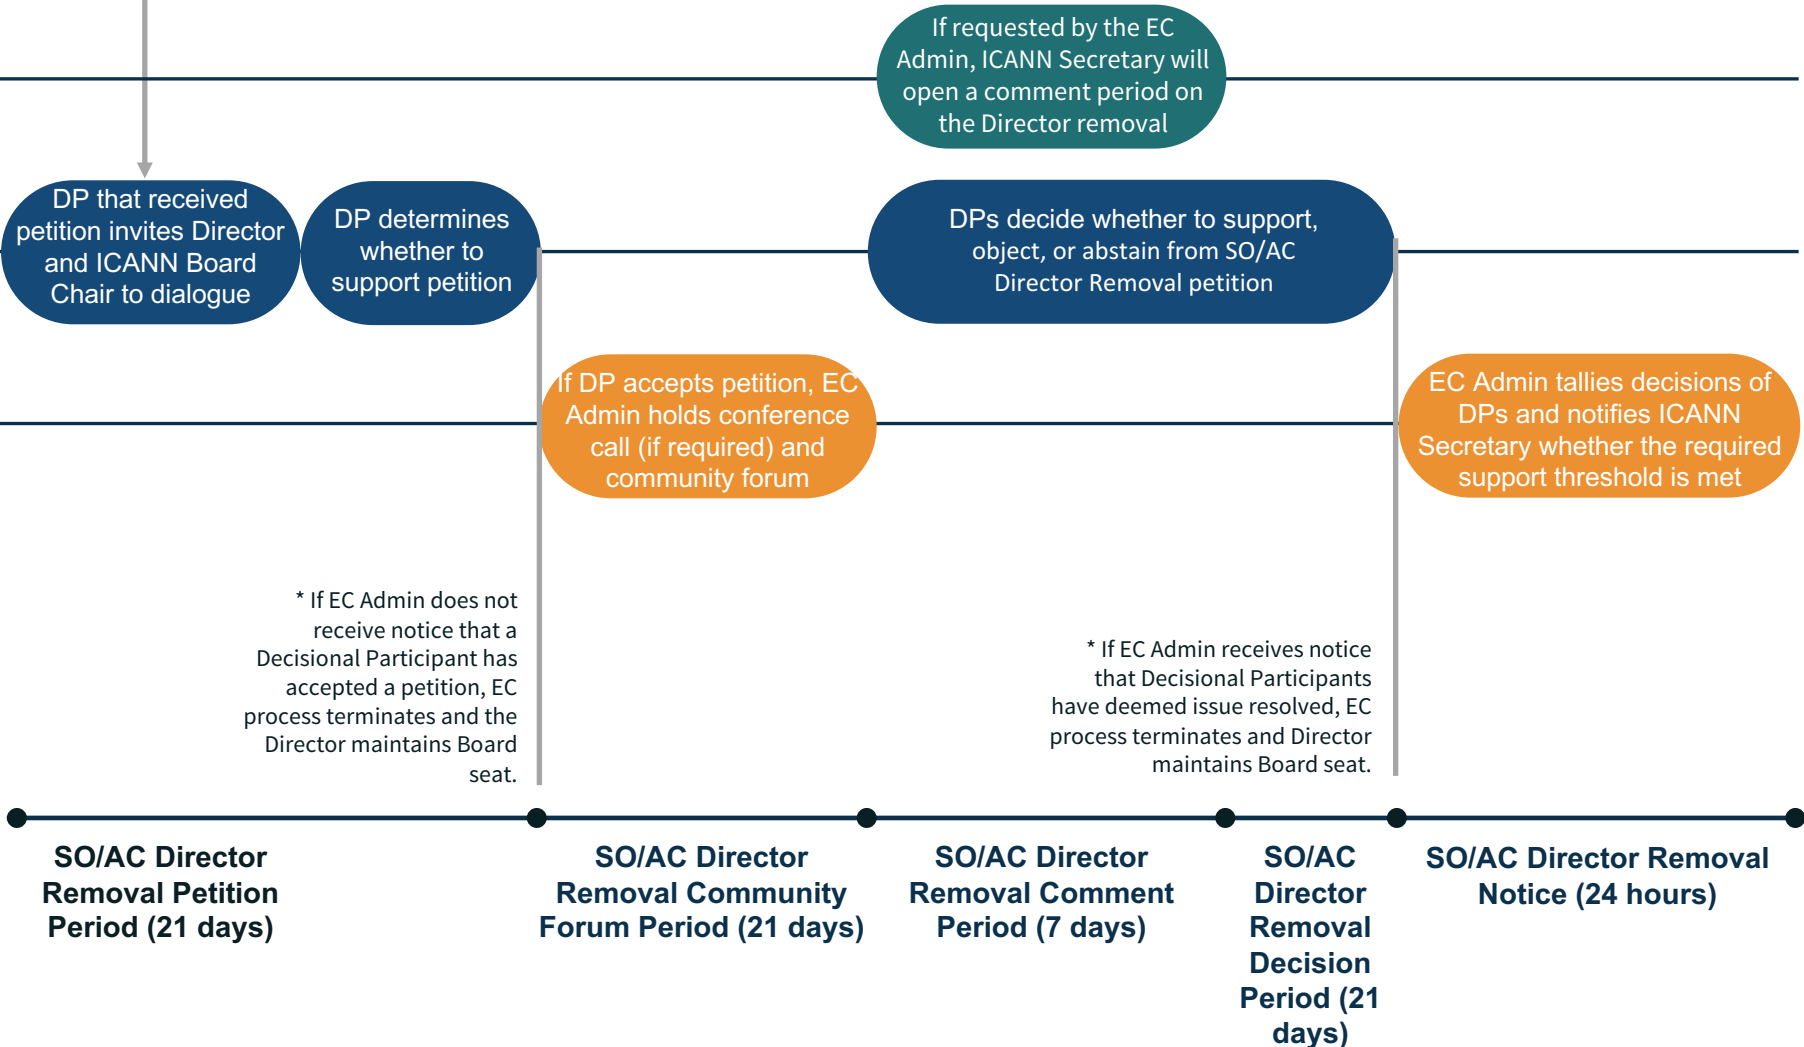 If requested by the EC
Admin, ICANN Secretary will
open a comment period on
the Director removal
DP that received
petition invites Director
and ICANN Board
Chair to dialogue
DP determines
whether to
support petition
DPs decide whether to support,
object, or abstain from SO/AC
Director Removal petition
If DP accepts petition, EC
Admin holds conference
call (if required) and
community forum
EC Admin tallies decisions of
DPs and notifies ICANN
Secretary whether the required
support threshold is met
* If EC Admin does not
receive notice that a
Decisional Participant has
accepted a petition, EC
process terminates and the
Director maintains Board
seat.
* If EC Admin receives notice
that Decisional Participants
have deemed issue resolved, EC
process terminates and Director
maintains Board seat.
SO/AC Director
Removal Petition
Period (21 days)
SO/AC Director
Removal Community
Forum Period (21 days)
SO/AC Director
Removal Comment
Period (7 days)
SO/AC
Director
Removal
Decision
Period (21
days)
SO/AC Director Removal
Notice (24 hours)